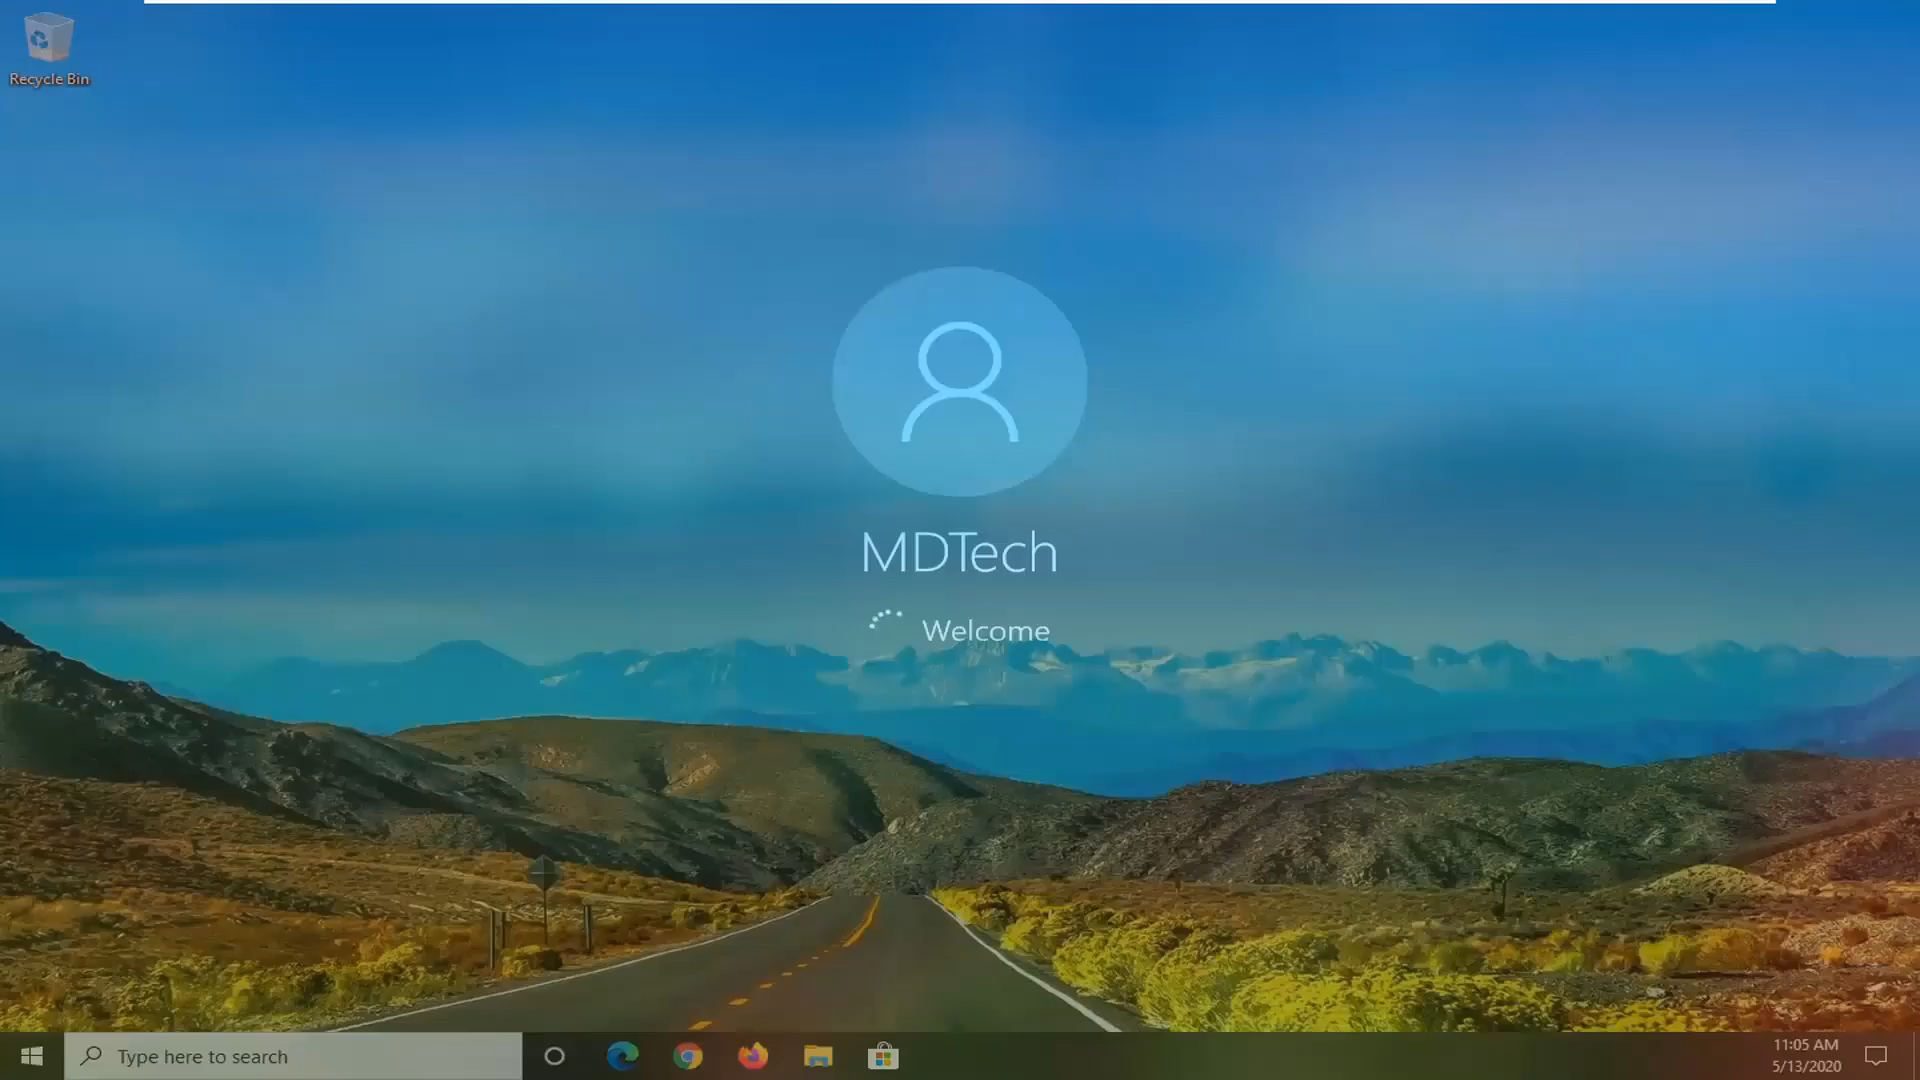 Recycle Bin
MDTech
Welcome
Type here to search
11:05 AM
5/13/2020